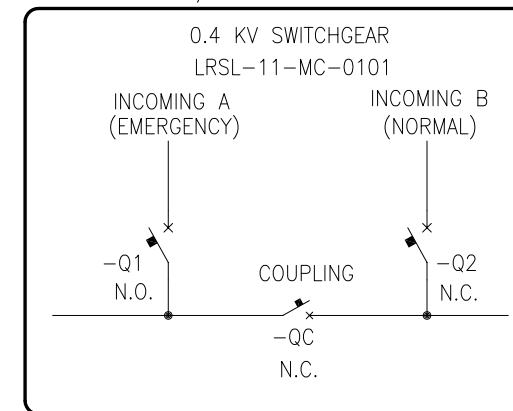 0.4 KV SWITCHGEAR
LRSL-11-MC-0101
INCOMING A
(EMERGENCY)
INCOMING B
(NORMAL)
-Q1
N.O.
COUPLING
-QC
N.C.
-Q2
N.C.